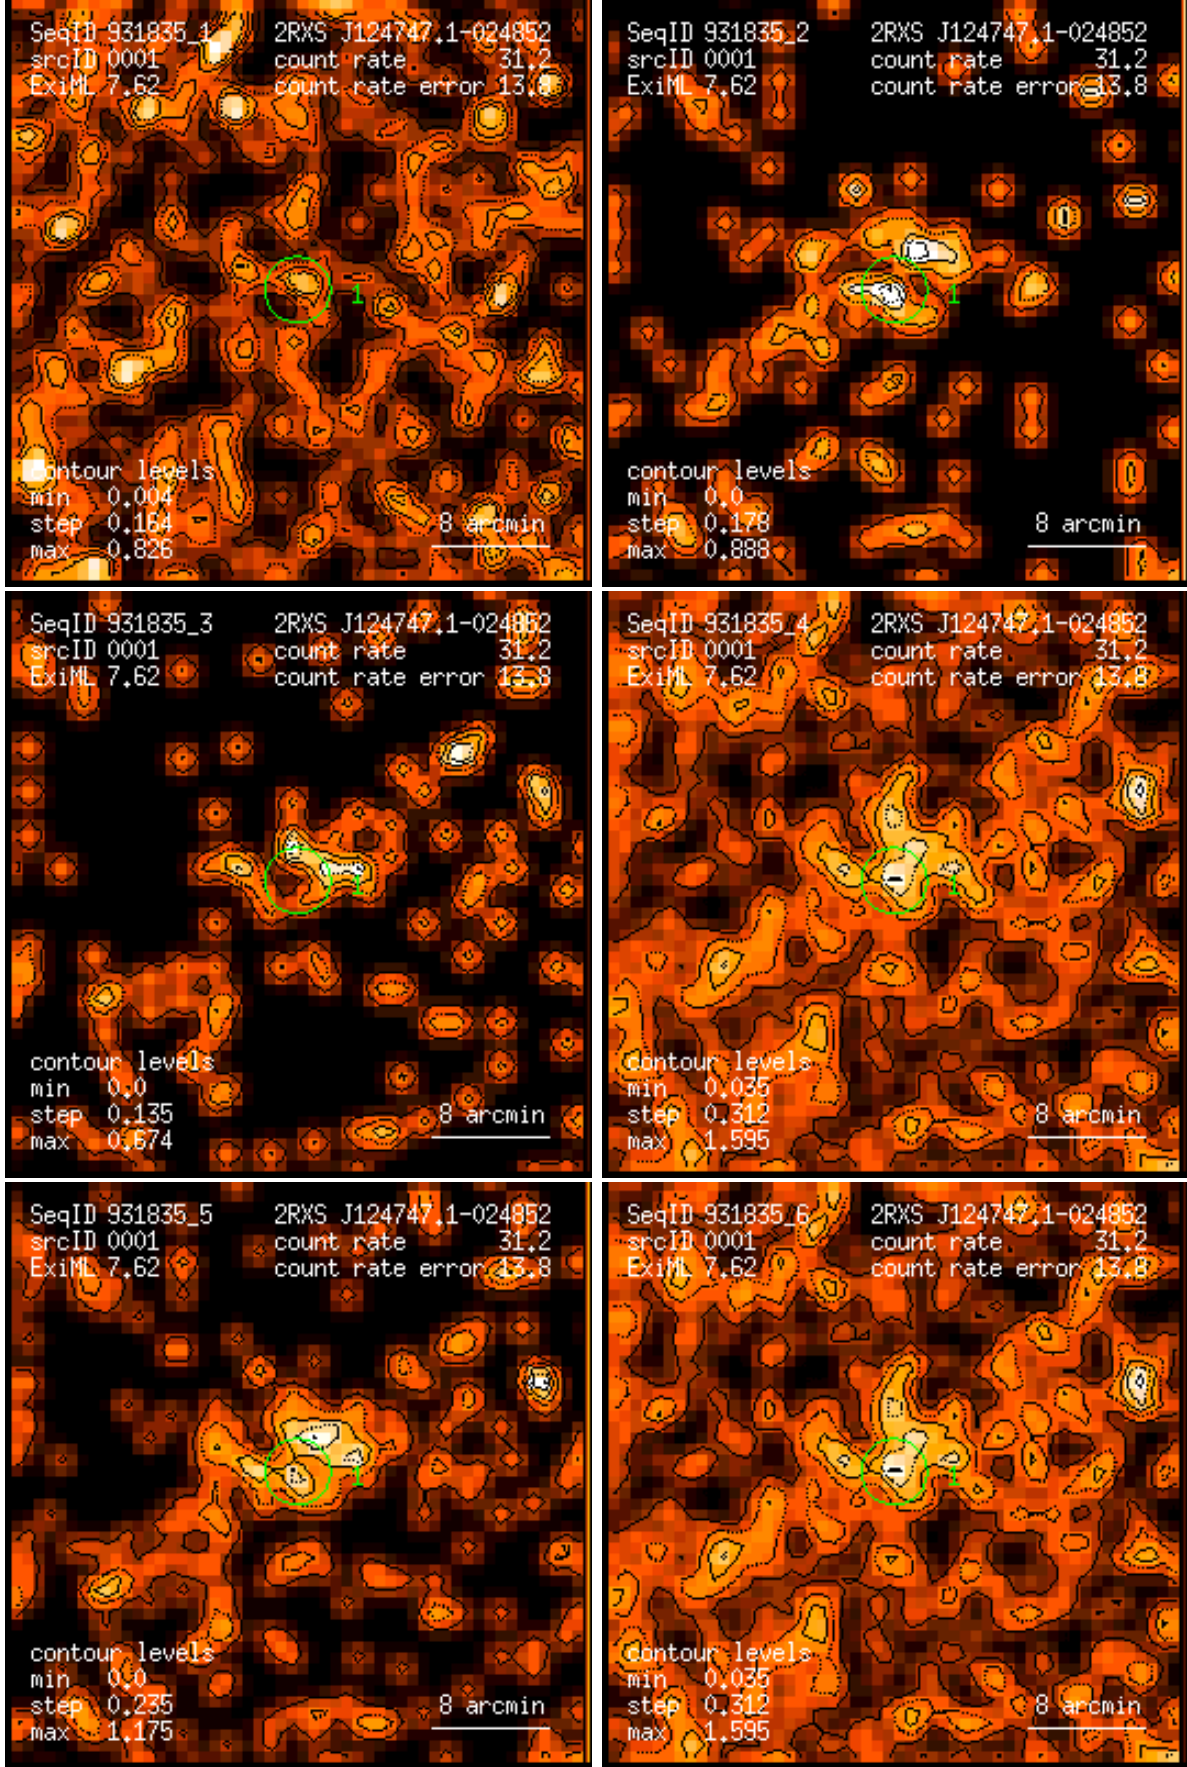 SeqID 931835_1 2RXS J124747.1-024852
srcID 0001 count rate 31.2
ExiML 7.62 count rate error 13.8
1
contour levels
min 0.004
step 0.164
max 0.826
8 arcmin
SeqID 931835_2 2RXS J124747.1-024852
srcID 0001 count rate 31.2
ExiML 7.62 count rate error 13.8
1
contour levels
min 0.0
step 0.178
max 0.888
8 arcmin
SeqID 931835_3 2RXS J124747.1-024852
srcID 0001 count rate 31.2
ExiML 7.62 count rate error 13.8
1
contour levels
min 0.0
step 0.135
max 0.674
8 arcmin
SeqID 931835_4 2RXS J124747.1-024852
srcID 0001 count rate 31.2
ExiML 7.62 count rate error 13.8
1
contour levels
min 0.035
step 0.312
max 1.595
8 arcmin
SeqID 931835_5 2RXS J124747.1-024852
srcID 0001 count rate 31.2
ExiML 7.62 count rate error 13.8
1
contour levels
min 0.0
step 0.235
max 1.175
8 arcmin
SeqID 931835_6 2RXS J124747.1-024852
srcID 0001 count rate 31.2
ExiML 7.62 count rate error 13.8
1
contour levels
min 0.035
step 0.312
max 1.595
8 arcmin